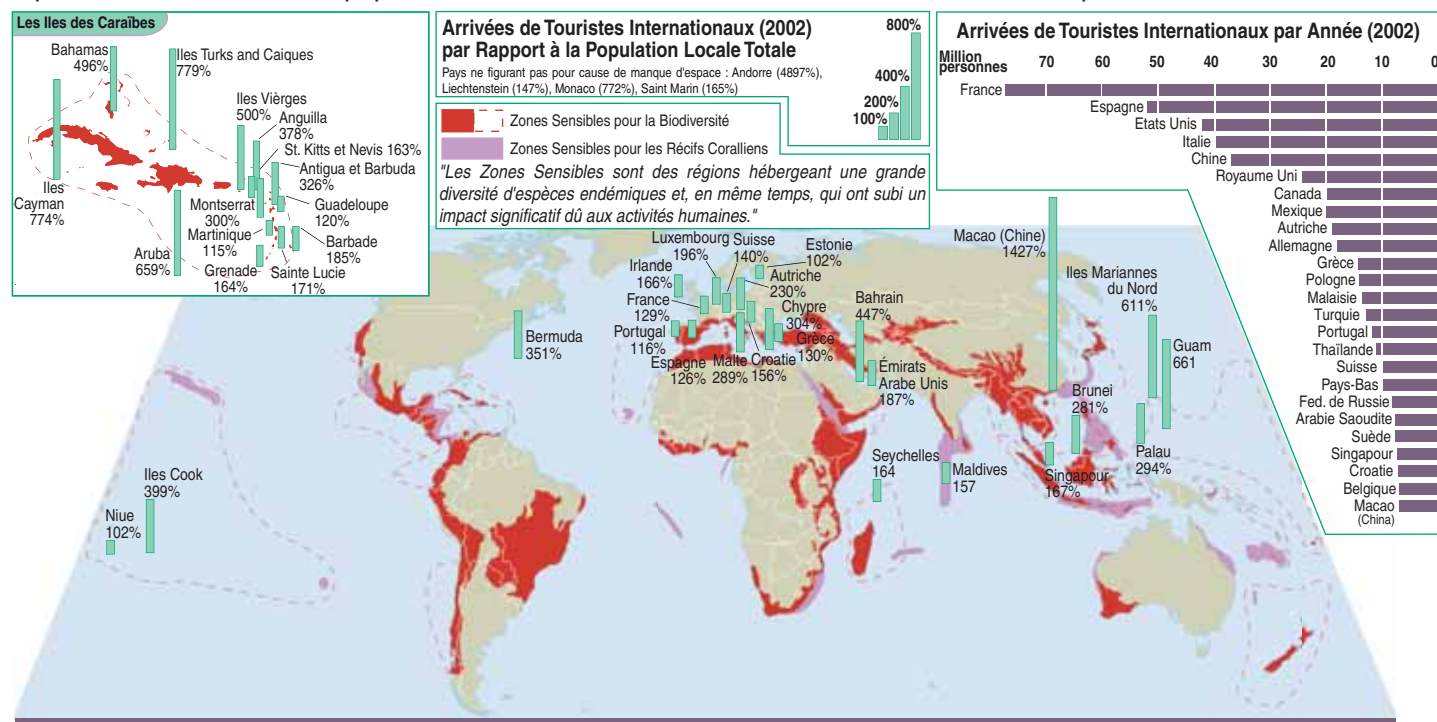 Les Iles des Caraïbes
Bahamas
496%
Iles Turks and Caiques
779%
Iles Vièrges
500%
Anguilla
378%
St. Kitts et Nevis 163%
Antigua et Barbuda
326%
Iles
Cayman
774%
Montserrat
300%
Guadeloupe
120%
Martinique
115%
Barbade
185%
Aruba
659%
Grenade
164%
Sainte Lucie
171%
Arrivées de Touristes Internationaux (2002)
par Rapport à la Population Locale Totale
Pays ne figurant pas pour cause de manque d'espace : Andorre (4897%),
Liechtenstein (147%), Monaco (772%), Saint Marin (165%)
800%
400%
200%
100%
Zones Sensibles pour la Biodiversité
Zones Sensibles pour les Récifs Coralliens
"Les Zones Sensibles sont des régions hébergeant une grande
diversité d'espèces endémiques et, en même temps, qui ont subi un
impact significatif dû aux activités humaines."
Arrivées de Touristes Internationaux par Année (2002)
Million
personnes
70 60 50 40 30 20 10 0
France
Espagne
Etats Unis
Italie
Chine
Royaume Uni
Canada
Mexique
Autriche
Allemagne
Grèce
Pologne
Malaisie
Turquie
Portugal
Thaïlande
Suisse
Pays-Bas
Fed. de Russie
Arabie Saoudite
Suède
Singapour
Croatie
Belgique
Macao
(China)
Luxembourg
196%
Suisse
140%
Estonie
102%
Irlande
166%
Autriche
230%
France
129%
Chypre
304%
Bahrain
447%
Portugal
116%
Grèce
130%
Espagne
126%
Malte
289%
Croatie
156%
Émirats
Arabe Unis
187%
Bermuda
351%
Macao (Chine)
1427%
Iles Mariannes
du Nord
611%
Guam
661
Brunei
281%
Palau
294%
Singapour
167%
Seychelles
164
Maldives
157
Iles Cook
399%
Niue
102%